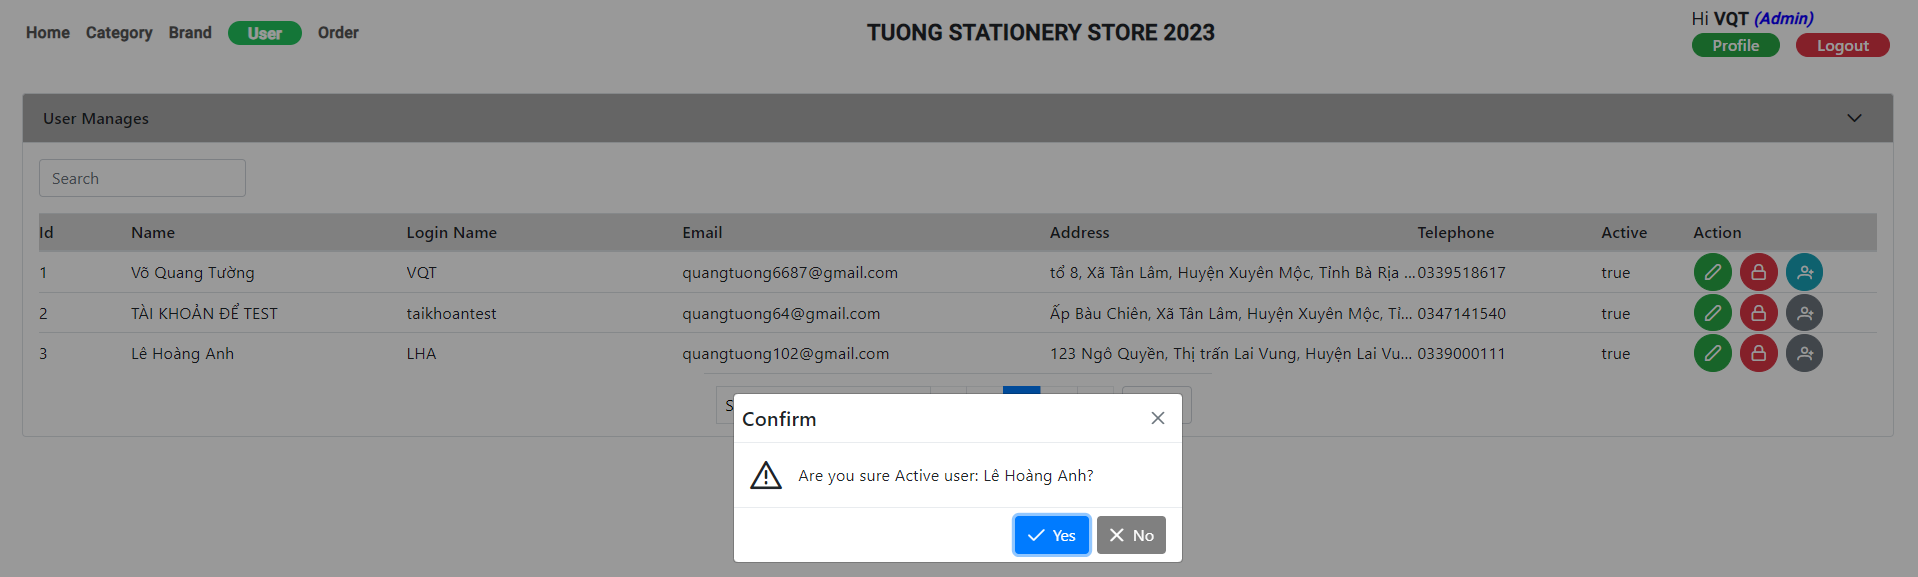 Home Category Brand User Order
TUONG STATIONERY STORE 2023
Hi VQT (Admin)
Profile Logout
User Manages
Search
Id Name Login Name Email Address Telephone Active Action
1 Võ Quang Tường VQT quangtuong6687@gmail.com tổ 8, Xã Tân Lâm, Huyện Xuyên Mộc, Tỉnh Bà Rịa ... 0339518617 true
2 TÀI KHOẢN ĐỂ TEST taikhoantest quangtuong64@gmail.com Ấp Bàu Chiên, Xã Tân Lâm, Huyện Xuyên Mộc, Tỉ... 0347141540 true
3 Lê Hoàng Anh LHA quangtuong102@gmail.com 123 Ngô Quyền, Thị trấn Lai Vung, Huyện Lai Vu... 0339000111 true
Confirm
Are you sure Active user: Lê Hoàng Anh?
Yes No